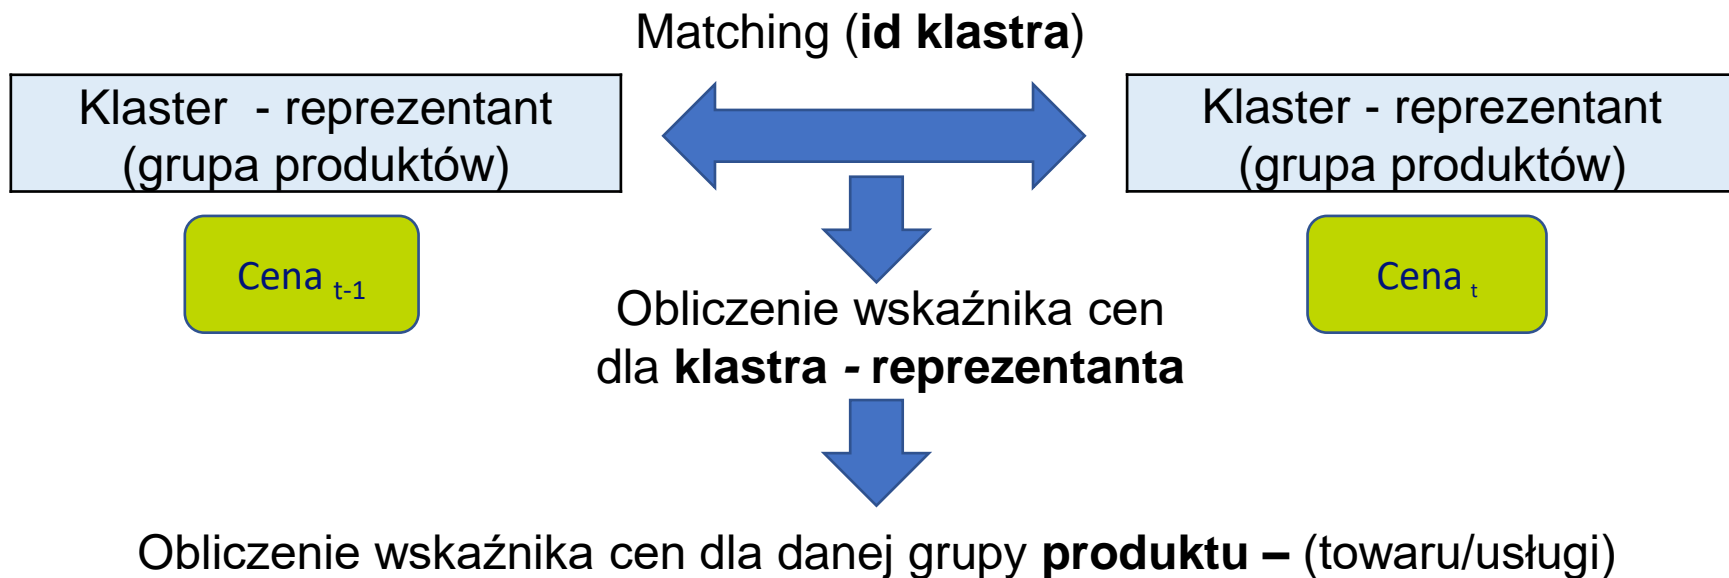 Matching (id klastra)
Klaster - reprezentant
(grupa produktów)
Klaster - reprezentant
(grupa produktów)
Cena t-1
Cena t
Obliczenie wskaźnika cen
dla klastra - reprezentanta
Obliczenie wskaźnika cen dla danej grupy produktu – (towaru/usługi)